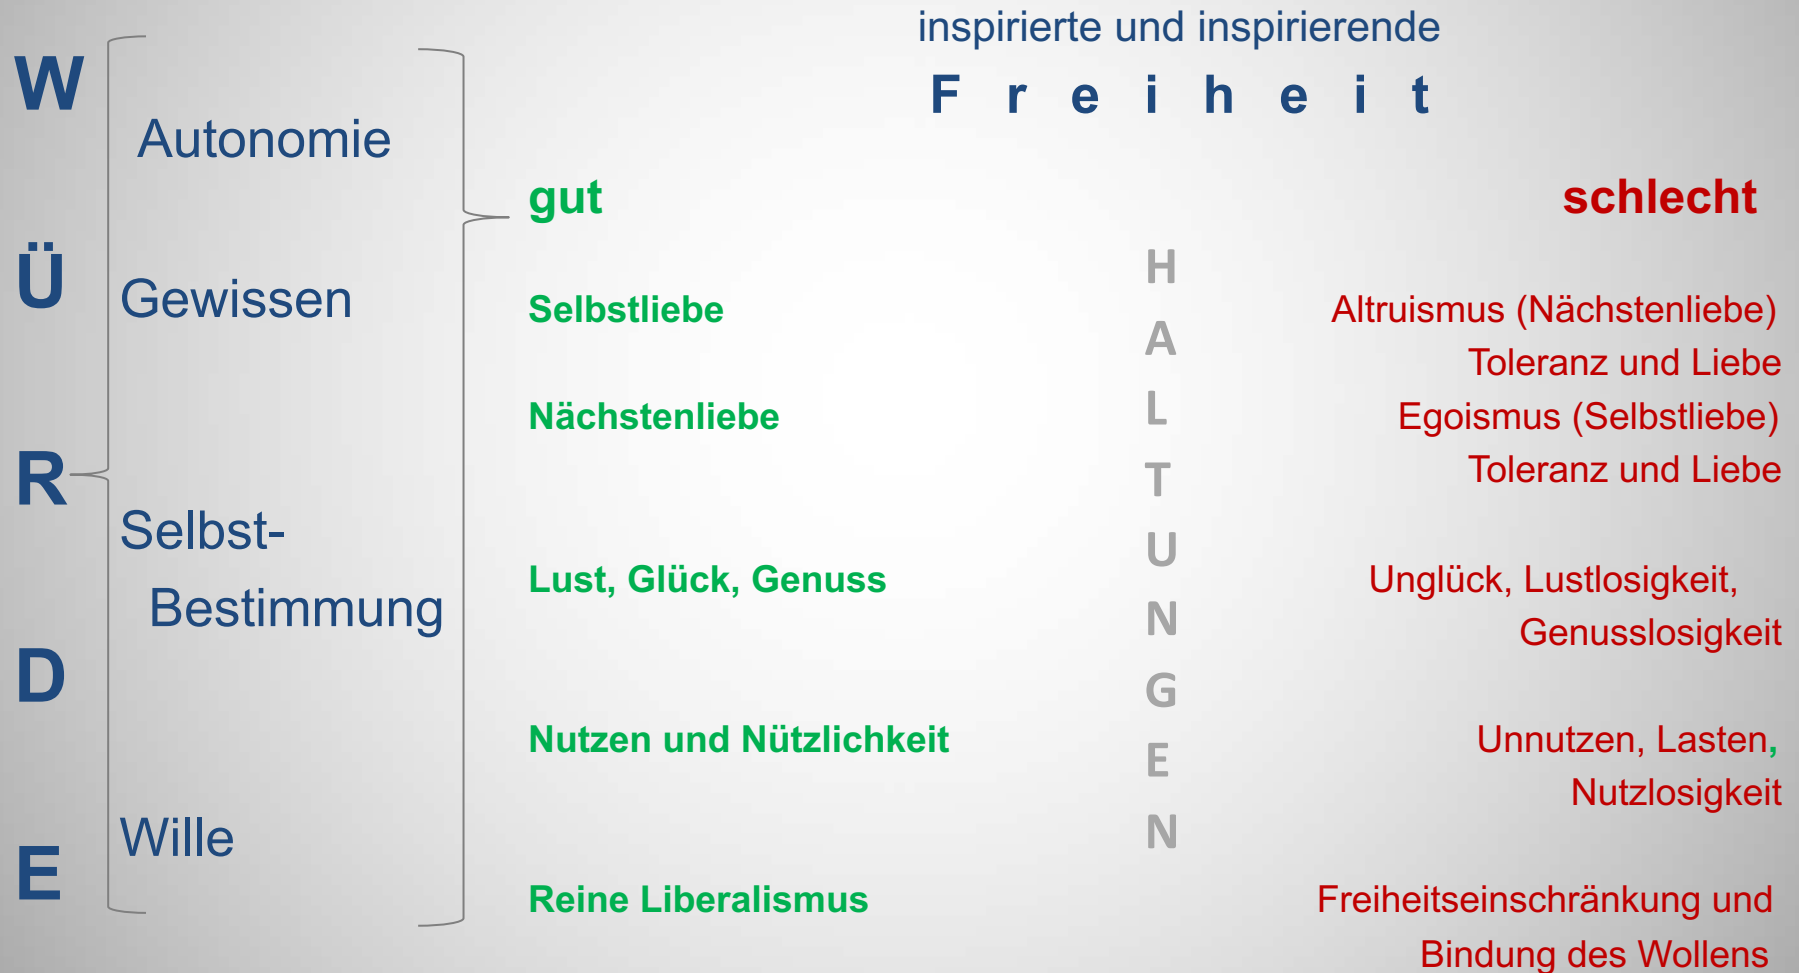 inspirierte und inspirierende
F r e i h e i t
W
Ü
R
D
E
Autonomie
Gewissen
Selbst-
Bestimmung
Wille
gut
Selbstliebe
Nächstenliebe
Lust, Glück, Genuss
Nutzen und Nützlichkeit
Reine Liberalismus
H
A
L
T
U
N
G
E
N
schlecht
Altruismus (Nächstenliebe)
Toleranz und Liebe
Egoismus (Selbstliebe)
Toleranz und Liebe
Unglück, Lustlosigkeit,
Genusslosigkeit
Unnutzen, Lasten,
Nutzlosigkeit
Freiheitseinschränkung und
Bindung des Wollens